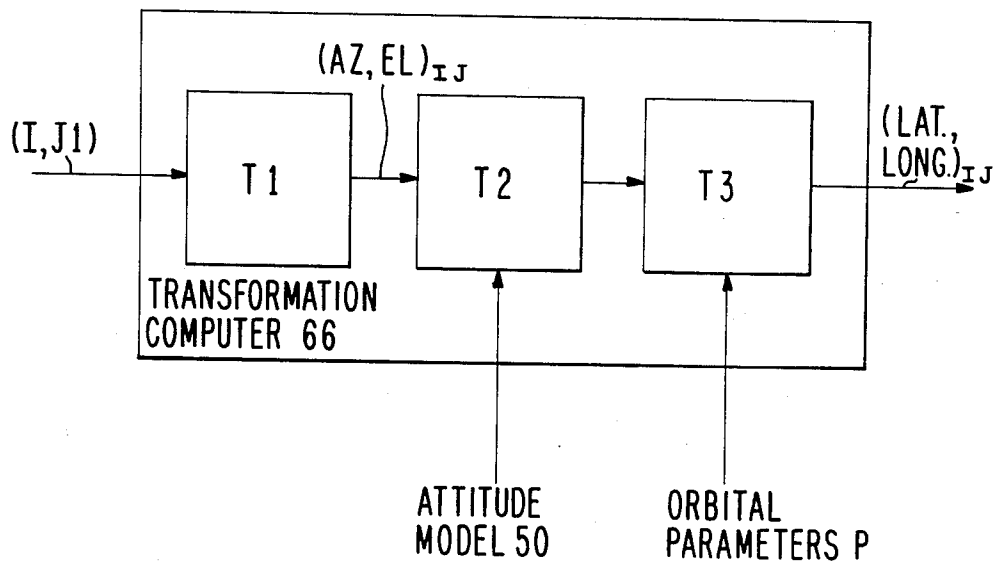 (AZ, EL)IJ
(I,J1)
T1
T2
T3
(LAT.,
LONG.)IJ
TRANSFORMATION
COMPUTER 66
ATTITUDE
MODEL 50
ORBITAL
PARAMETERS P